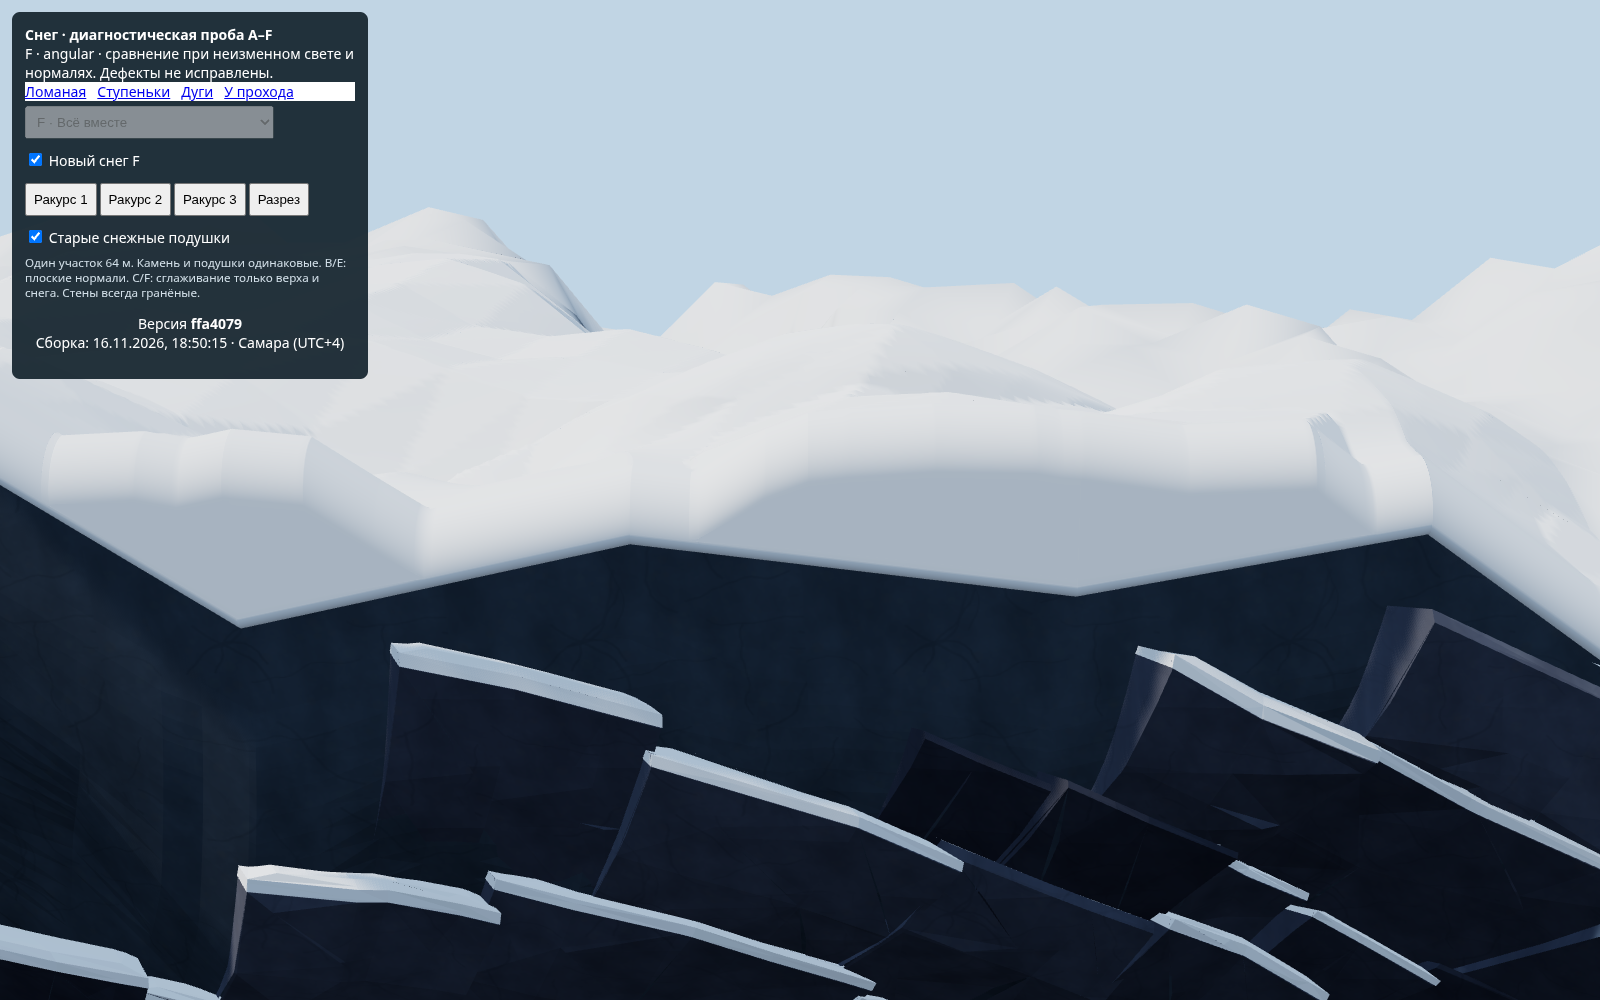 Снег · диагностическая проба A–F
F · angular · сравнение при неизменном свете и
нормалях. Дефекты не исправлены.
Ломаная Ступеньки Дуги У прохода
F · Всё вместе
Новый снег F
Ракурс 1 Ракурс 2 Ракурс 3 Разрез
Старые снежные подушки
Один участок 64 м. Камень и подушки одинаковые. B/E:
плоские нормали. C/F: сглаживание только верха и
снега. Стены всегда гранёные.
Версия ffa4079
Сборка: 16.11.2026, 18:50:15 · Самара (UTC+4)